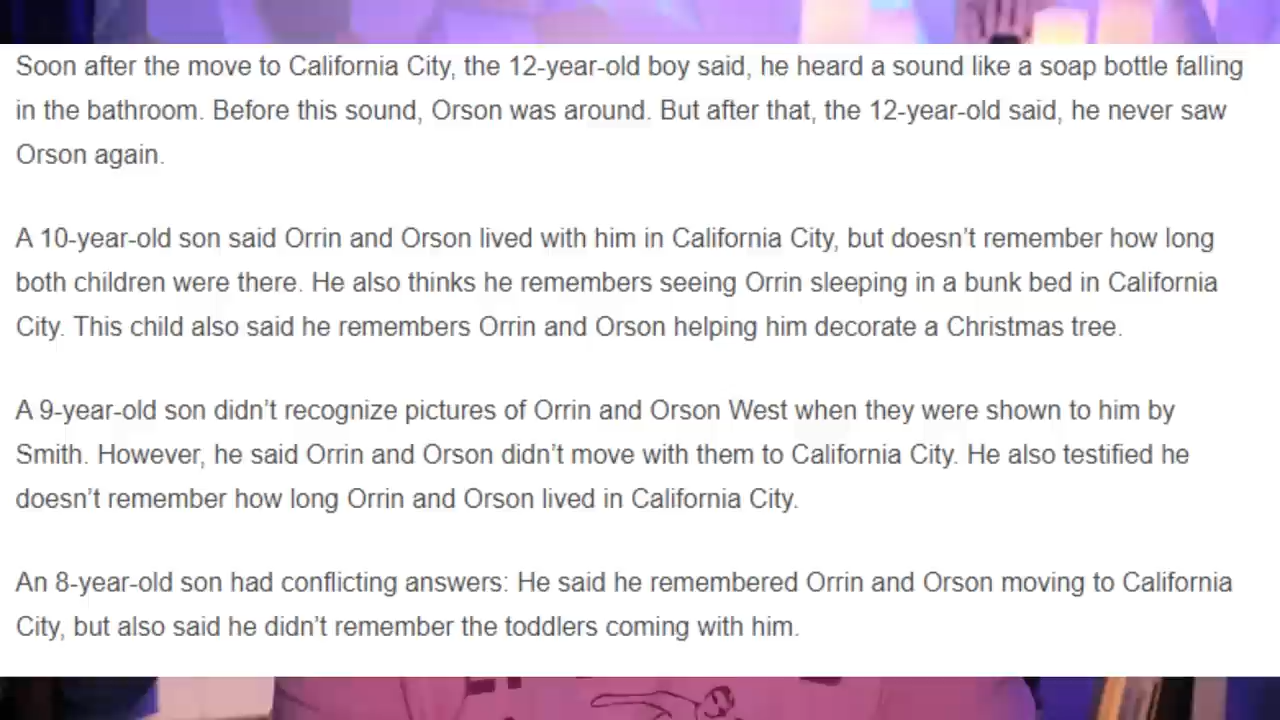 Soon after the move to California City, the 12-year-old boy said, he heard a sound like a soap bottle falling
in the bathroom. Before this sound, Orson was around. But after that, the 12-year-old said, he never saw
Orson again.
A 10-year-old son said Orrin and Orson lived with him in California City, but doesn’t remember how long
both children were there. He also thinks he remembers seeing Orrin sleeping in a bunk bed in California
City. This child also said he remembers Orrin and Orson helping him decorate a Christmas tree.
A 9-year-old son didn’t recognize pictures of Orrin and Orson West when they were shown to him by
Smith. However, he said Orrin and Orson didn’t move with them to California City. He also testified he
doesn’t remember how long Orrin and Orson lived in California City.
An 8-year-old son had conflicting answers: He said he remembered Orrin and Orson moving to California
City, but also said he didn’t remember the toddlers coming with him.